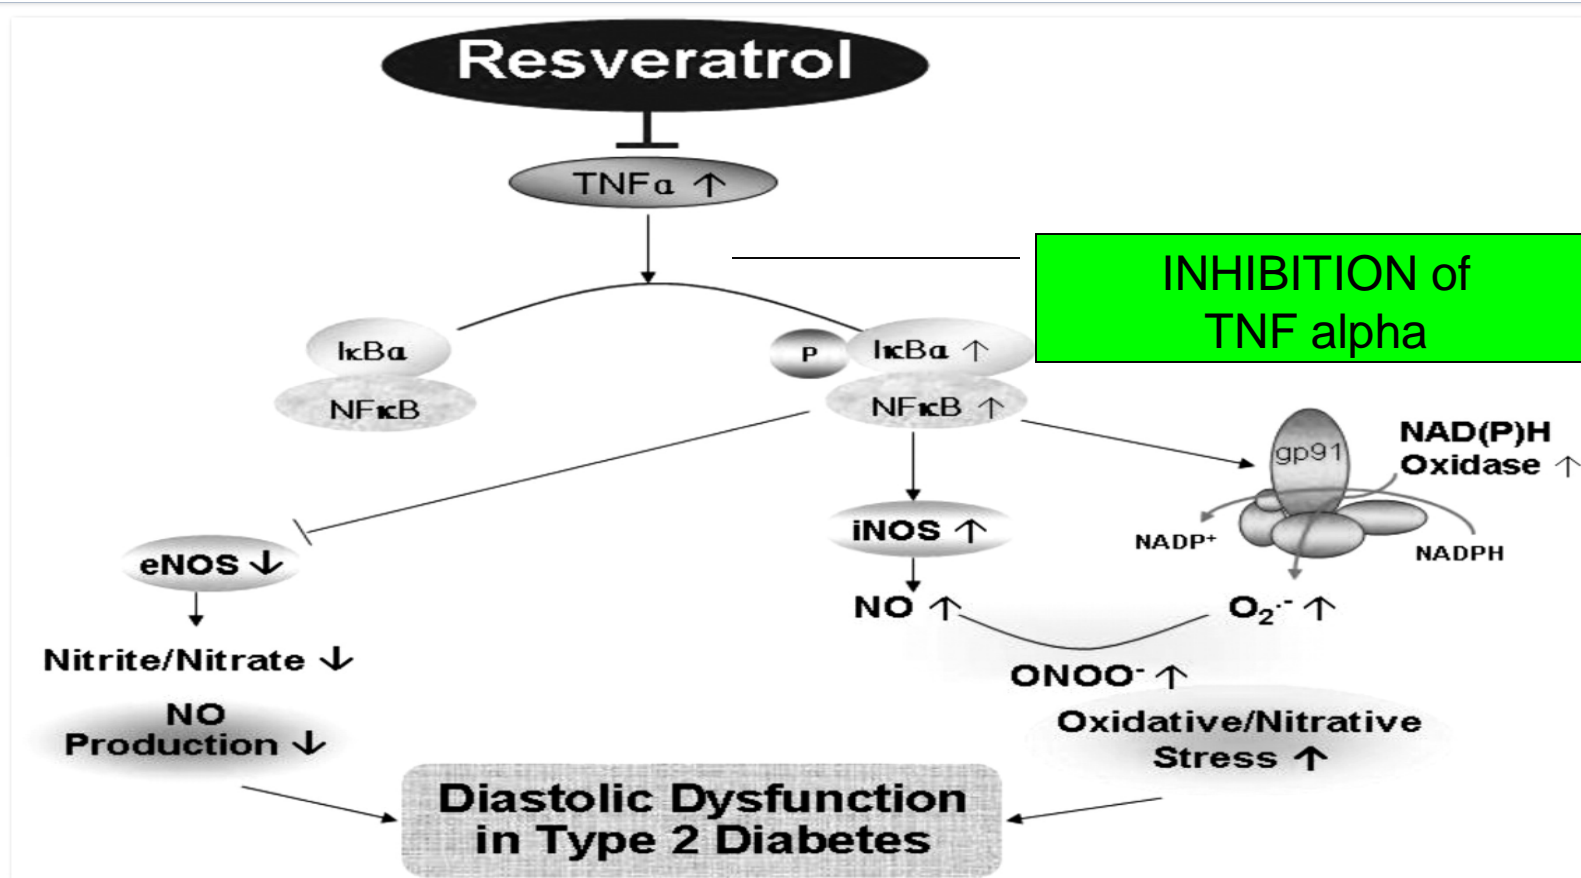 Resveratrol
TNFα ↑
INHIBITION of
TNF alpha
IκBα
NFκB
P
IκBα ↑
NFκB ↑
gp91
NAD(P)H
Oxidase ↑
NADP⁺
NADPH
eNOS ↓
iNOS ↑
NO ↑
O₂·⁻ ↑
Nitrite/Nitrate ↓
ONOO⁻ ↑
NO
Production ↓
Oxidative/Nitrative
Stress ↑
Diastolic Dysfunction
in Type 2 Diabetes